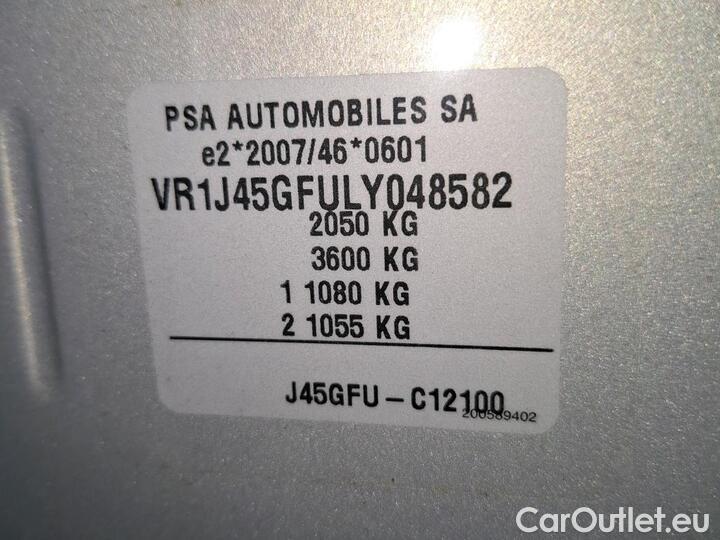 PSA AUTOMOBILES SA
e2*2007/46*0601
VR1J45GFULY048582
2050 KG
3600 KG
1 1080 KG
2 1055 KG
J45GFU – C12100
200589402
CarOutlet.eu